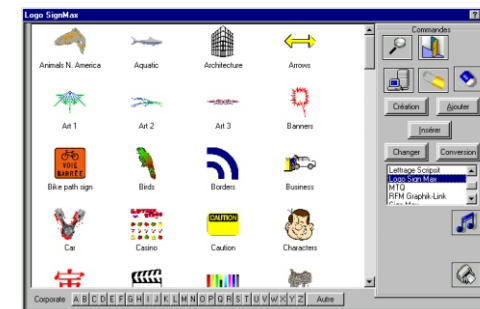 Logo SignMax
?
Commandes
Animals N. America
Aquatic
Architecture
Arrows
Art 1
Art 2
Art 3
Banners
VOIE
BARRÉE
CAUTION
Bike path sign
Birds
Borders
Business
Car
Casino
Caution
Characters
Création
Ajouter
Insérer
Changer
Conversion
Lettrage Scripsit
Logo Sign Max
MTQ
RFM Graphik-Link
Sign Max
Corporate A B C D E F G H I J K L M N O P Q R S T U V W X Y Z Autre